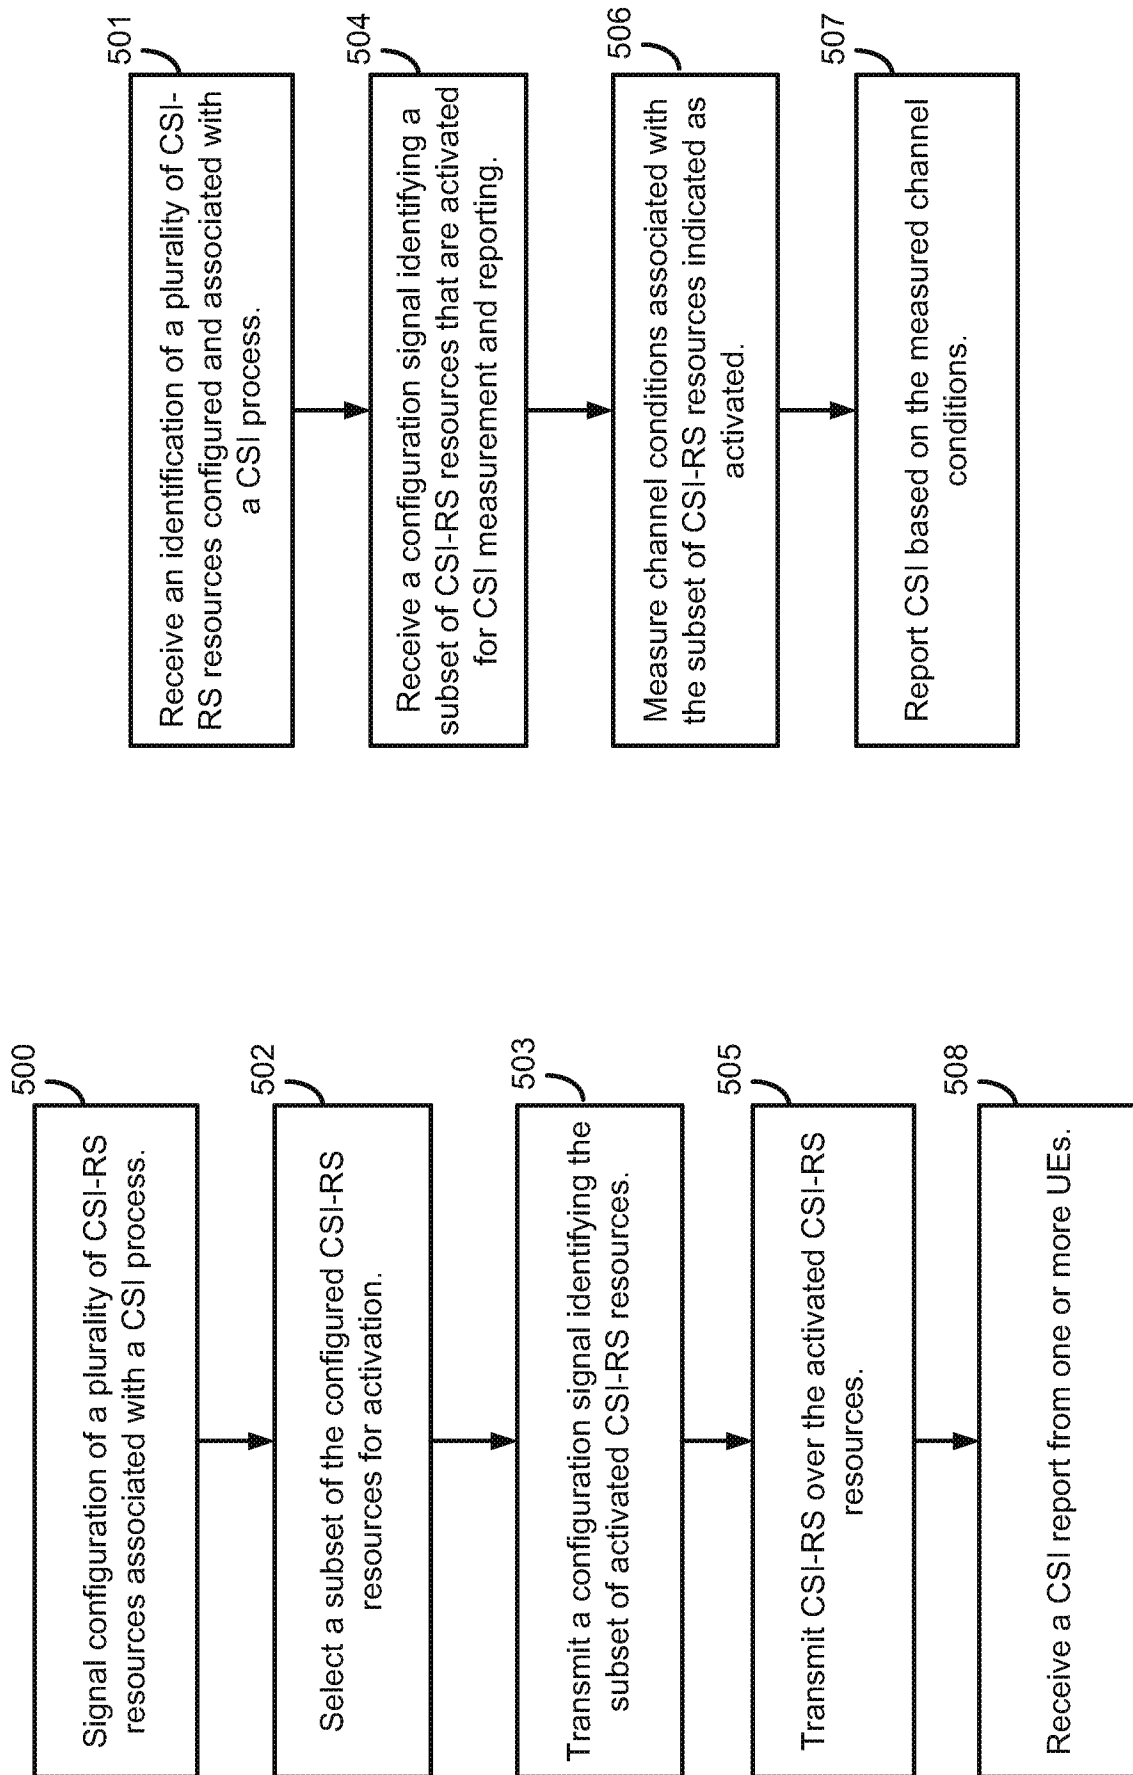 500
Signal configuration of a plurality of CSI-RS
resources associated with a CSI process.
502
Select a subset of the configured CSI-RS
resources for activation.
503
Transmit a configuration signal identifying the
subset of activated CSI-RS resources.
505
Transmit CSI-RS over the activated CSI-RS
resources.
508
Receive a CSI report from one or more UEs.
501
Receive an identification of a plurality of CSI-
RS resources configured and associated with
a CSI process.
504
Receive a configuration signal identifying a
subset of CSI-RS resources that are activated
for CSI measurement and reporting.
506
Measure channel conditions associated with
the subset of CSI-RS resources indicated as
activated.
507
Report CSI based on the measured channel
conditions.